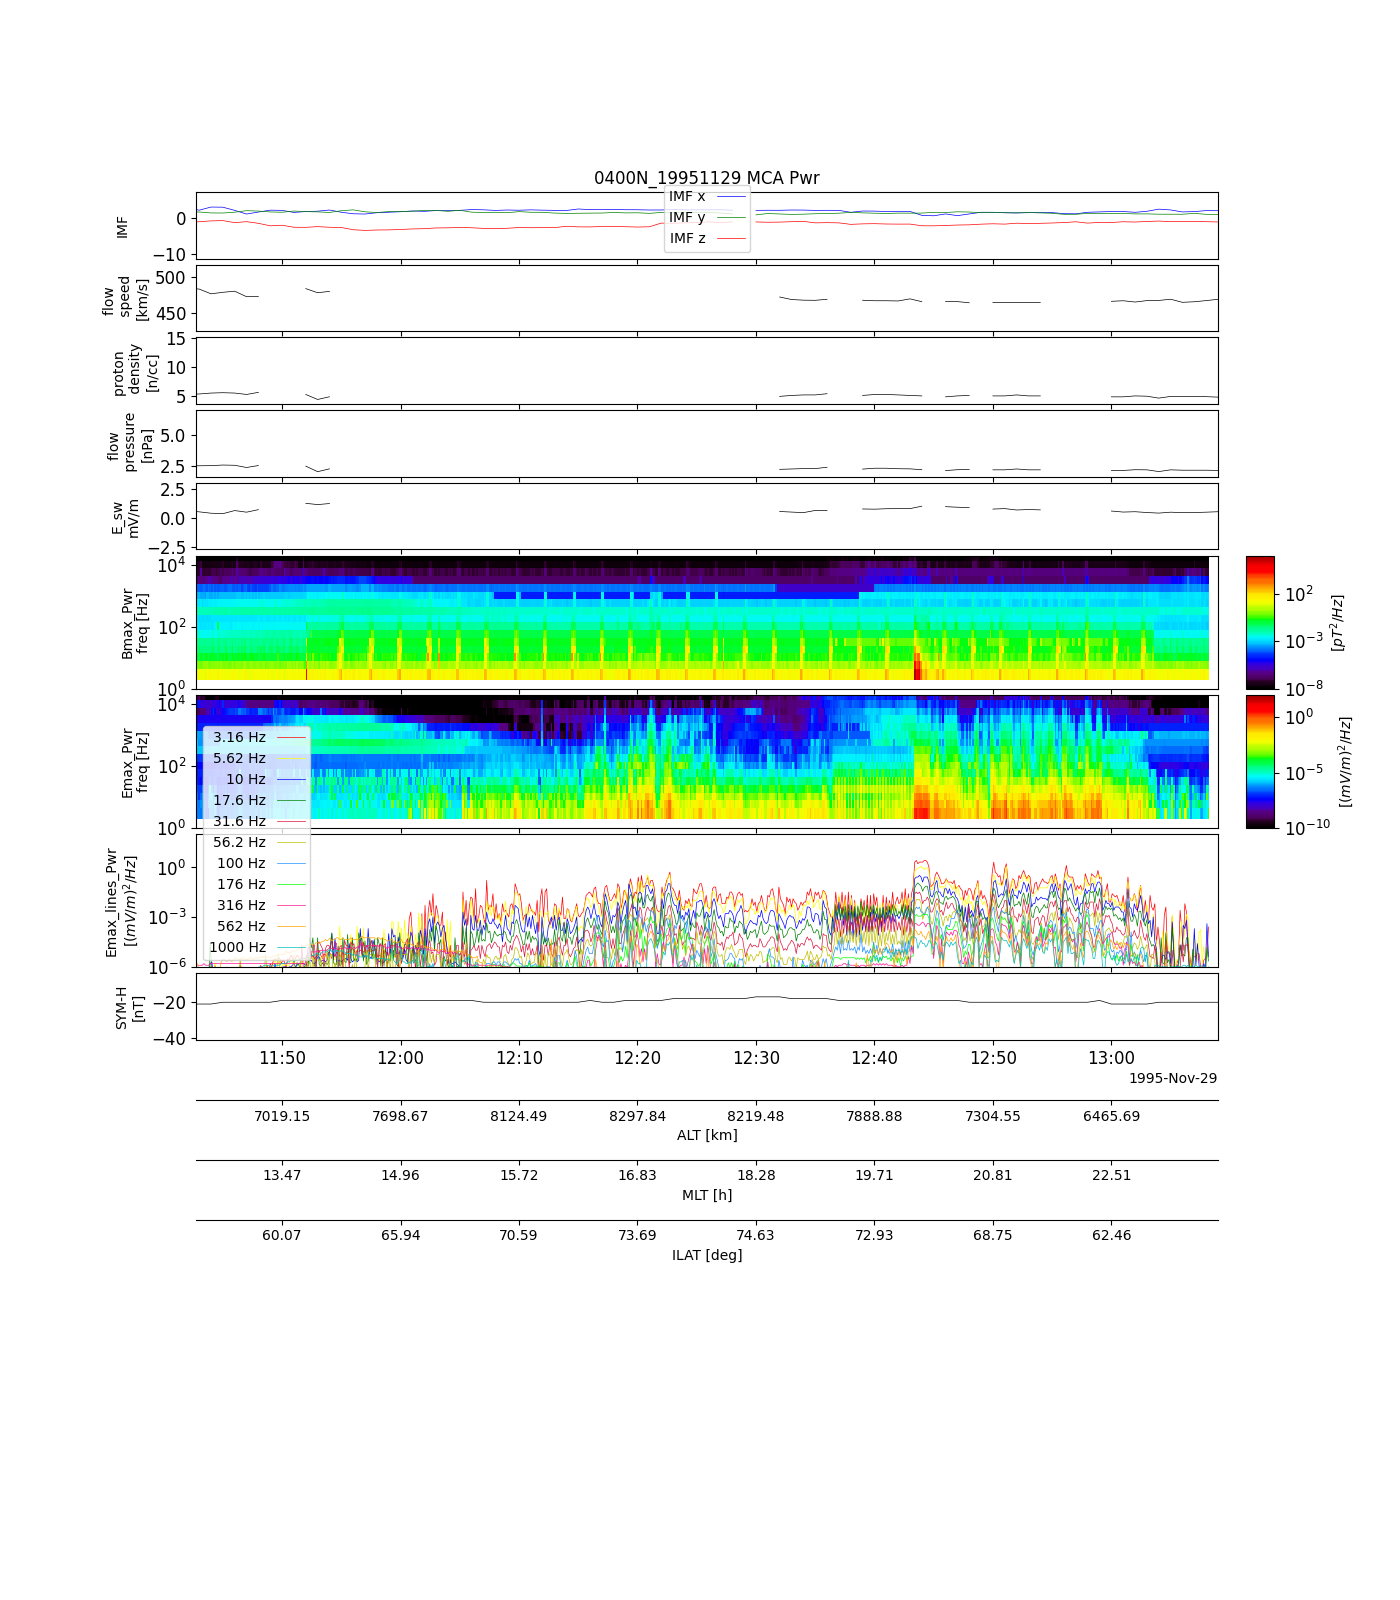 0400N_19951129 MCA Pwr
IMF
0
−10
IMF x
IMF y
IMF z
flow
speed
[km/s]
500
450
proton
density
[n/cc]
15
10
5
flow
pressure
[nPa]
5.0
2.5
E_sw
mV/m
2.5
0.0
−2.5
Bmax_Pwr
freq [Hz]
10^4
10^2
10^0
10^2
10^−3
10^−8
[pT^2/Hz]
Emax_Pwr
freq [Hz]
10^4
10^2
10^0
10^0
10^−5
10^−10
[(mV/m)^2/Hz]
3.16 Hz
5.62 Hz
10 Hz
17.6 Hz
31.6 Hz
56.2 Hz
100 Hz
176 Hz
316 Hz
562 Hz
1000 Hz
Emax_lines_Pwr
[(mV/m)^2/Hz]
10^0
10^−3
10^−6
SYM-H
[nT]
−20
−40
11:50 12:00 12:10 12:20 12:30 12:40 12:50 13:00
1995-Nov-29
7019.15 7698.67 8124.49 8297.84 8219.48 7888.88 7304.55 6465.69
ALT [km]
13.47 14.96 15.72 16.83 18.28 19.71 20.81 22.51
MLT [h]
60.07 65.94 70.59 73.69 74.63 72.93 68.75 62.46
ILAT [deg]